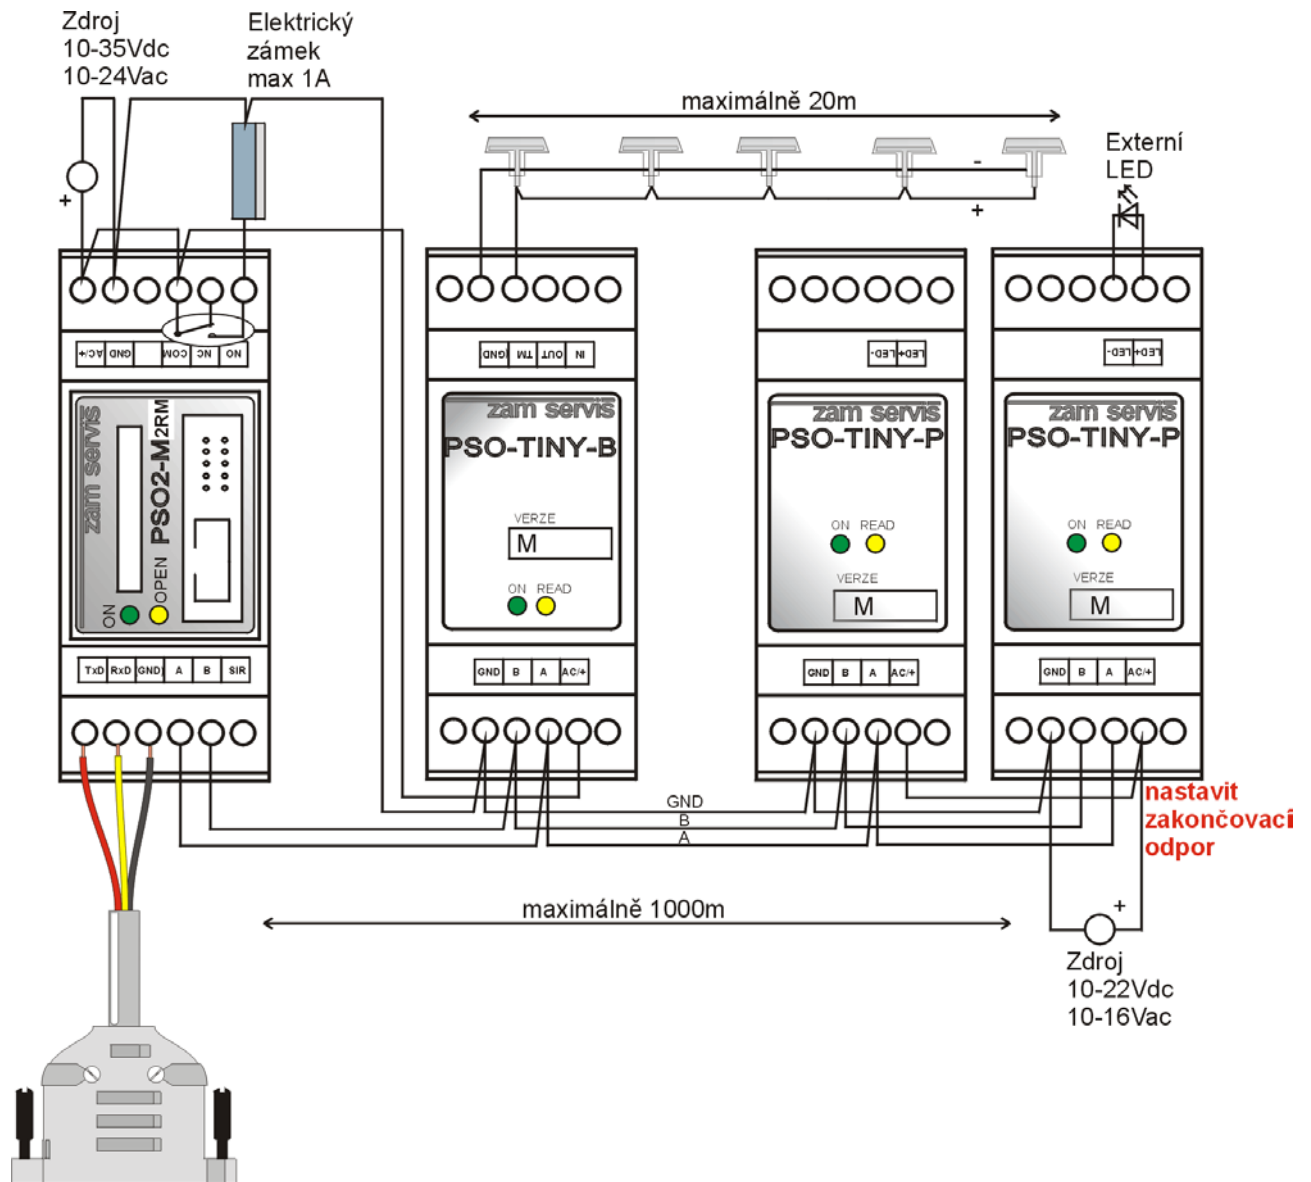 Zdroj
10-35Vdc
10-24Vac
Elektrický
zámek
max 1A
maximálně 20m
Externí
LED
+
-
+
AC/+ GND COM NC NO
(GND) TM OUT IN
LED- LED+
LED- LED+
zam servis
PSO2-M2RM
ON
OPEN
zam servis
PSO-TINY-B
VERZE
M
ON READ
zam servis
PSO-TINY-P
ON READ
VERZE
M
zam servis
PSO-TINY-P
ON READ
VERZE
M
TxD RxD GND) A B SIR
GND B A AC/+
GND B A AC/+
GND B A AC/+
GND
B
A
nastavit
zakončovací
odpor
maximálně 1000m
+
Zdroj
10-22Vdc
10-16Vac